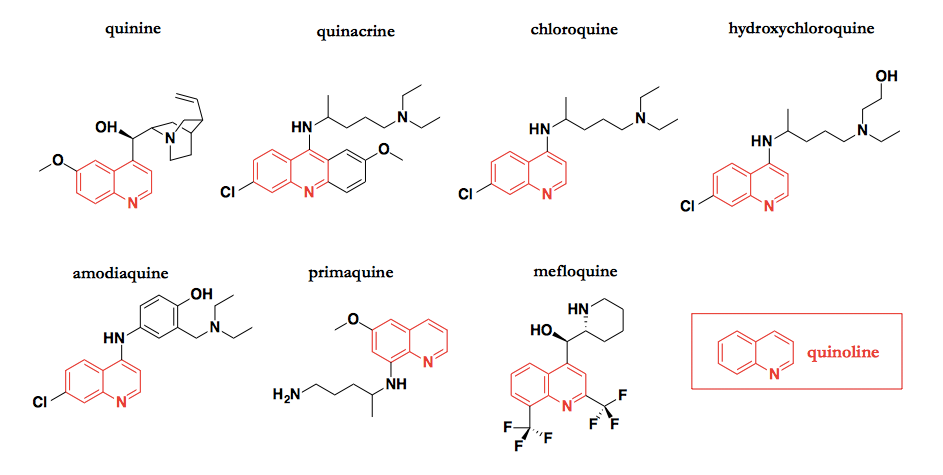 quinine
quinacrine
chloroquine
hydroxychloroquine
OH
N
O
N
HN
N
O
Cl
N
HN
N
Cl
N
OH
HN
N
Cl
N
amodiaquine
primaquine
mefloquine
OH
N
HN
Cl
N
O
N
H2N
NH
HN
HO
N
F
F
F
F
F
F
N
quinoline